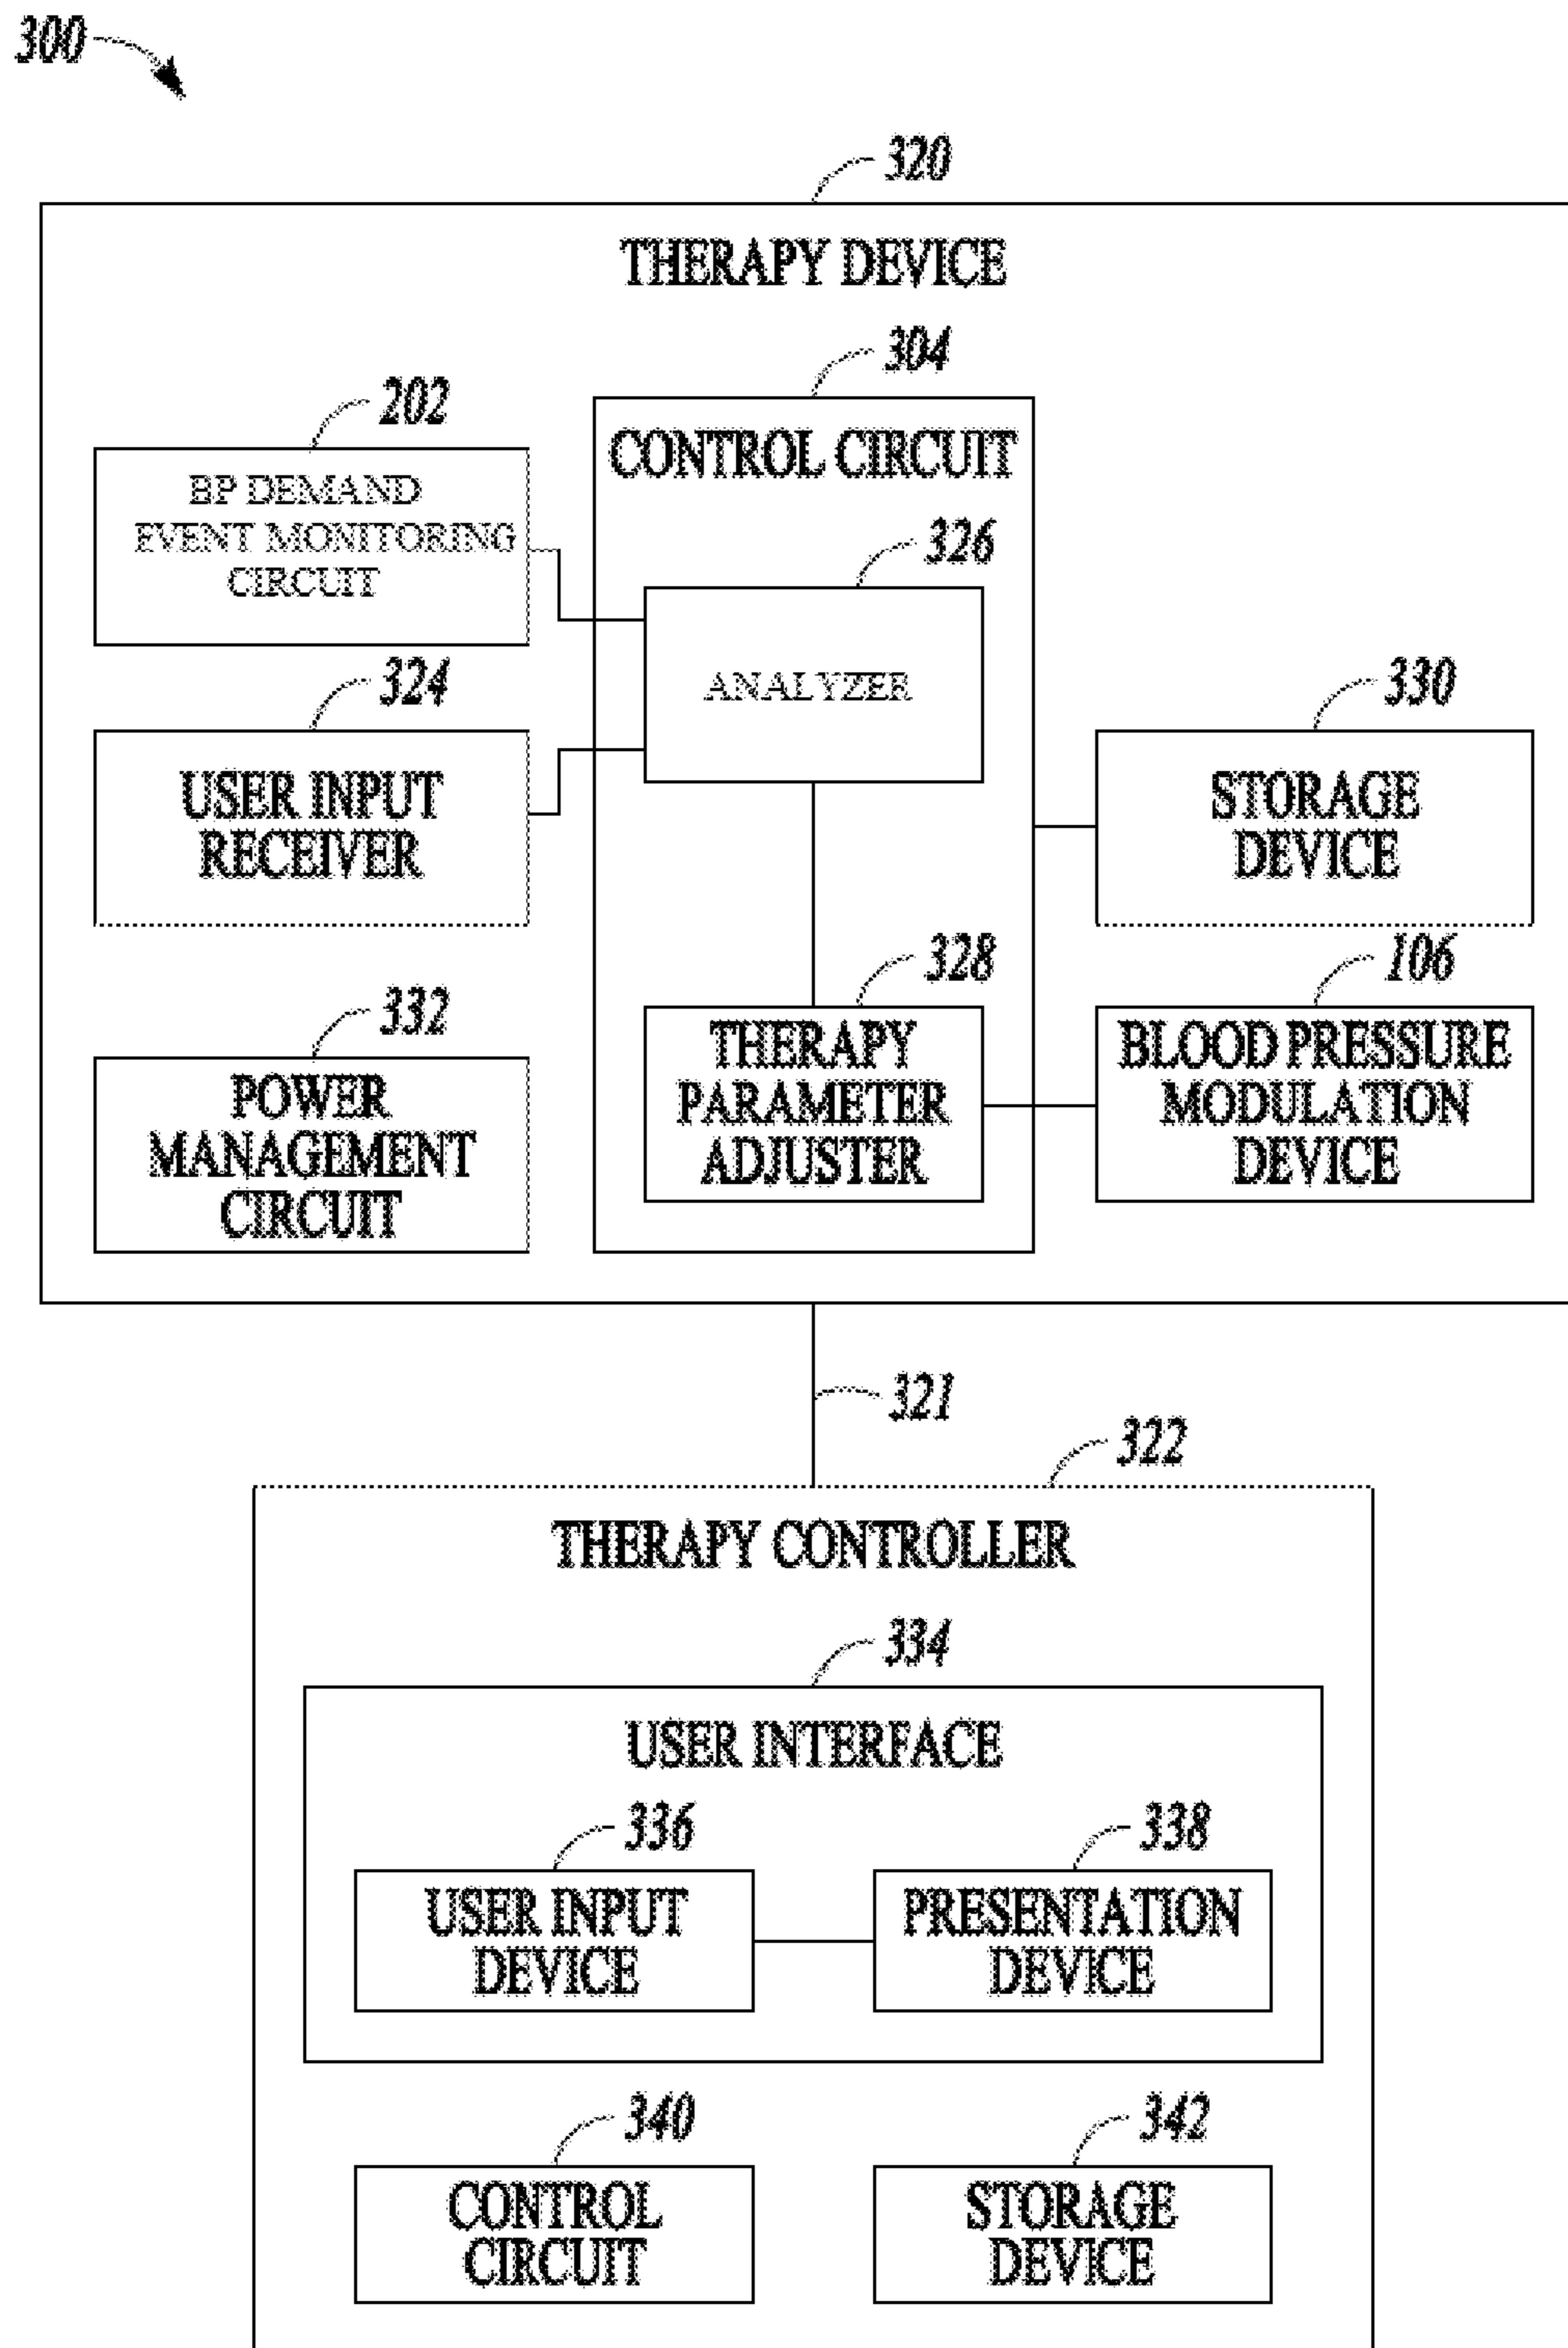 300
320
THERAPY DEVICE
304
202
CONTROL CIRCUIT
BP DEMAND
EVENT MONITORING
CIRCUIT
326
ANALYZER
324
330
USER INPUT
RECEIVER
STORAGE
DEVICE
328
106
332
THERAPY
PARAMETER
ADJUSTER
BLOOD PRESSURE
MODULATION
DEVICE
POWER
MANAGEMENT
CIRCUIT
321
322
THERAPY CONTROLLER
334
USER INTERFACE
336
338
USER INPUT
DEVICE
PRESENTATION
DEVICE
340
342
CONTROL
CIRCUIT
STORAGE
DEVICE